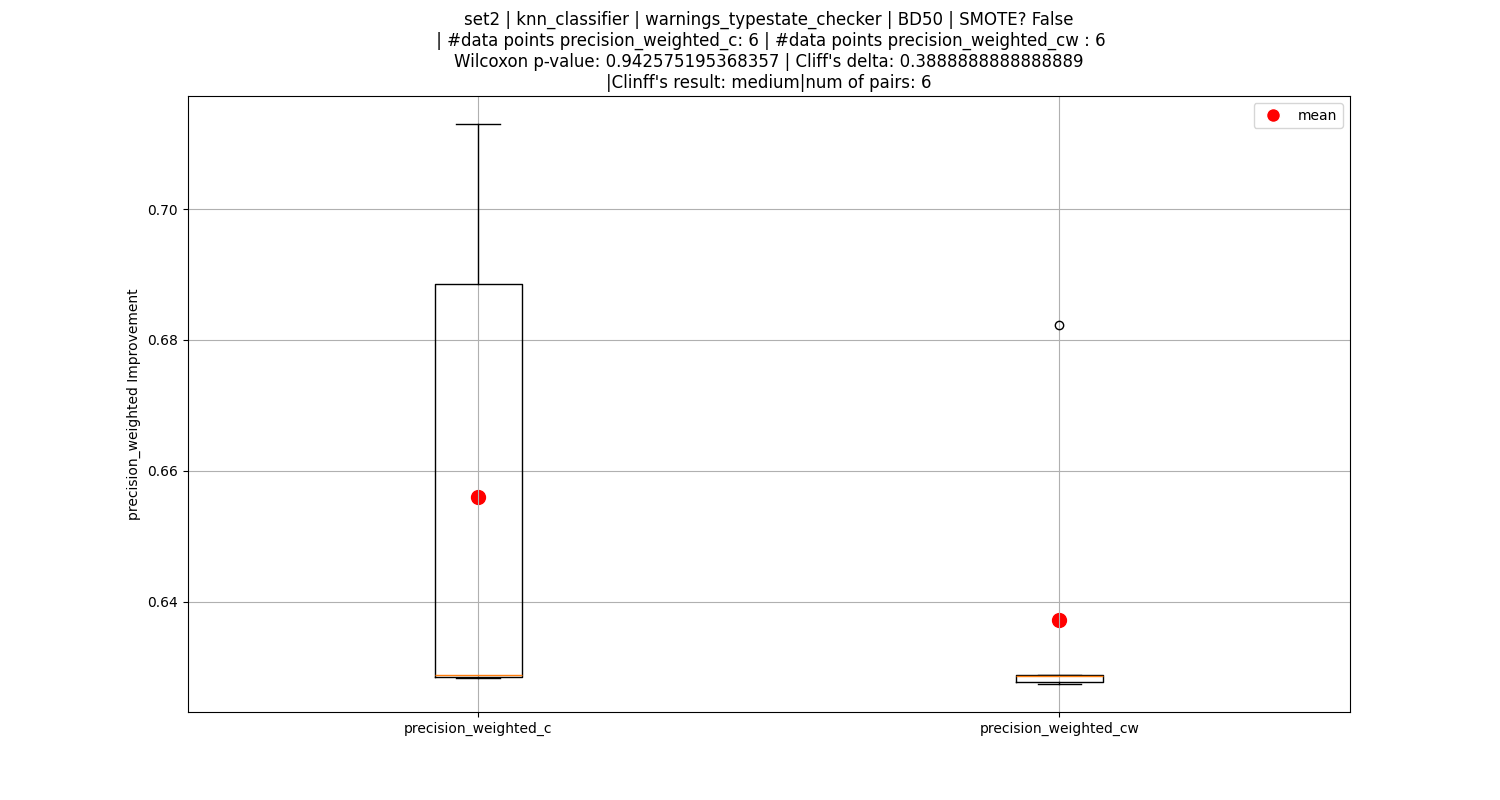 set2 | knn_classifier | warnings_typestate_checker | BD50 | SMOTE? False
| #data points precision_weighted_c: 6 | #data points precision_weighted_cw : 6
Wilcoxon p-value: 0.942575195368357 | Cliff's delta: 0.3888888888888889
|Clinff's result: medium|num of pairs: 6
mean
0.70
0.68
0.66
0.64
precision_weighted Improvement
precision_weighted_c
precision_weighted_cw